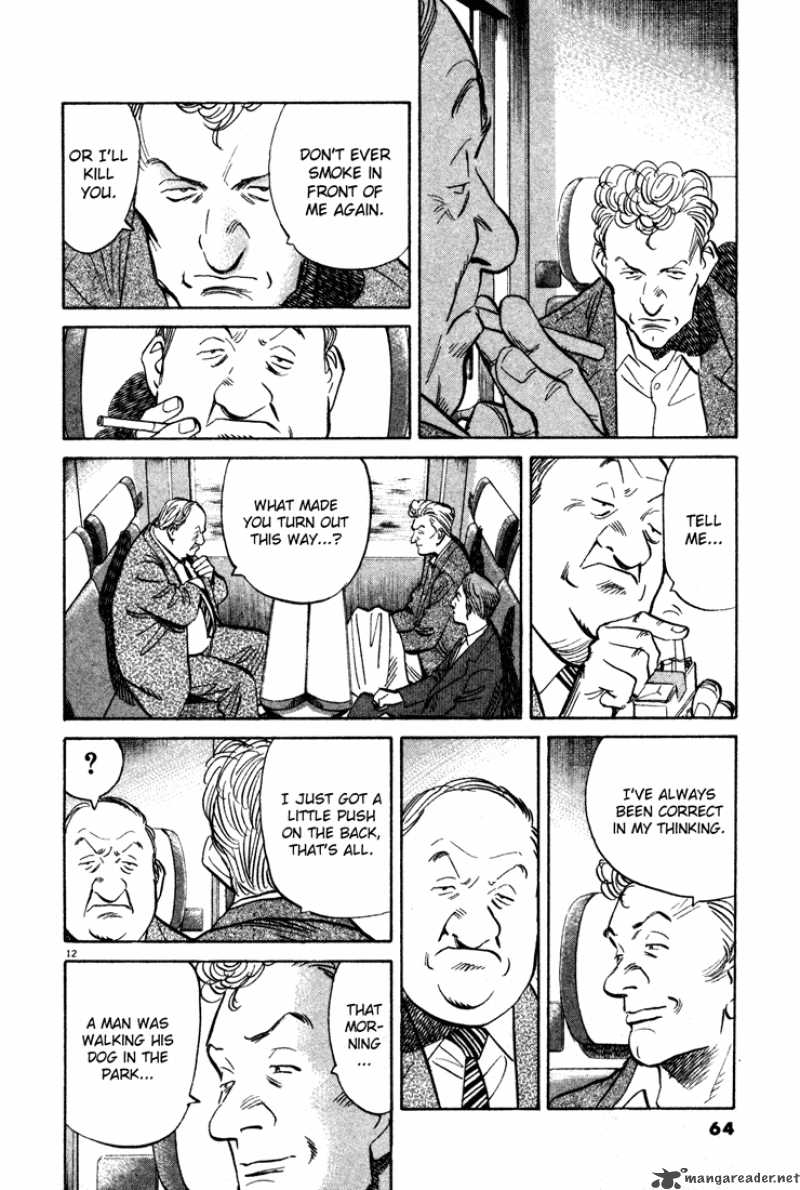 DON'T EVER
SMOKE IN
FRONT OF
ME AGAIN.
OR I'LL
KILL
YOU.
TELL
ME...
WHAT MADE
YOU TURN OUT
THIS WAY...?
I'VE ALWAYS
BEEN CORRECT
IN MY THINKING.
I JUST GOT A
LITTLE PUSH
ON THE BACK,
THAT'S ALL.
?
12
THAT
MOR-
NING
...
A MAN WAS
WALKING HIS
DOG IN THE
PARK...
64
mangareader.net